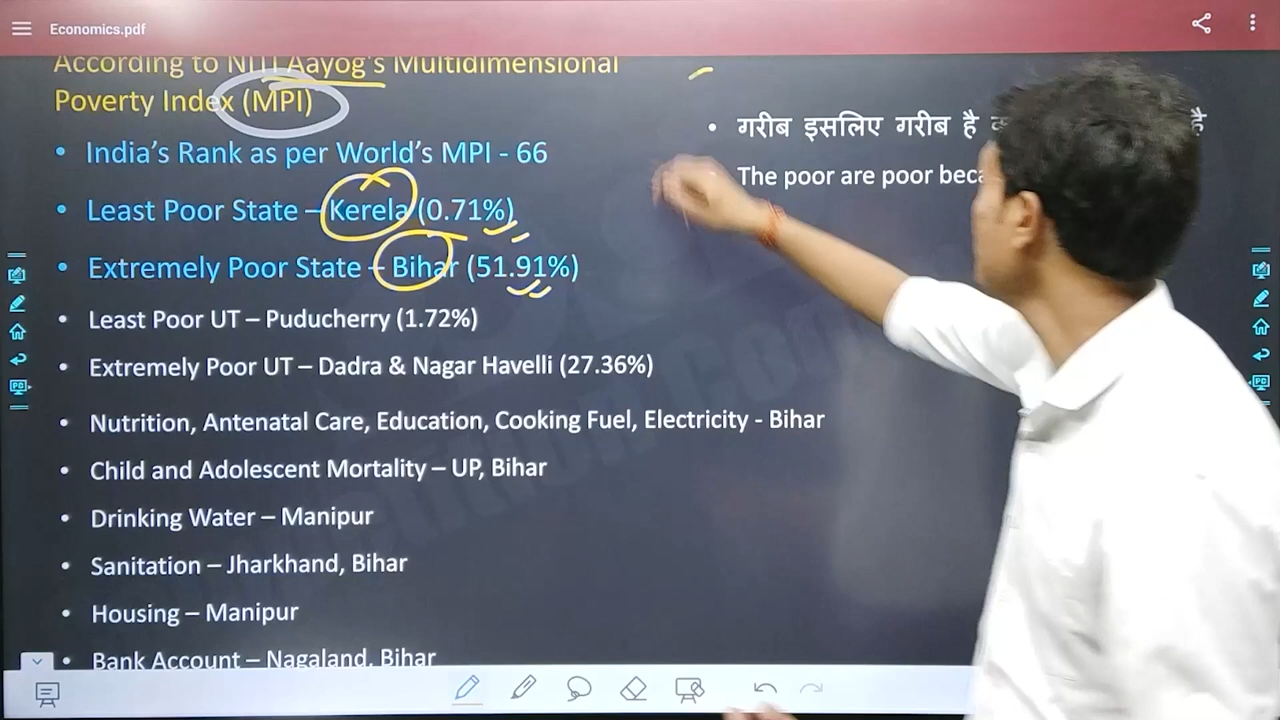 Economics.pdf
According to NITI Aayog's Multidimensional
Poverty Index (MPI)
• India's Rank as per World's MPI - 66
• Least Poor State – Kerela (0.71%)
• Extremely Poor State – Bihar (51.91%)
• Least Poor UT – Puducherry (1.72%)
• Extremely Poor UT – Dadra & Nagar Havelli (27.36%)
• Nutrition, Antenatal Care, Education, Cooking Fuel, Electricity - Bihar
• Child and Adolescent Mortality – UP, Bihar
• Drinking Water – Manipur
• Sanitation – Jharkhand, Bihar
• Housing – Manipur
• Bank Account – Nagaland, Bihar
• गरीब इसलिए गरीब है
The poor are poor